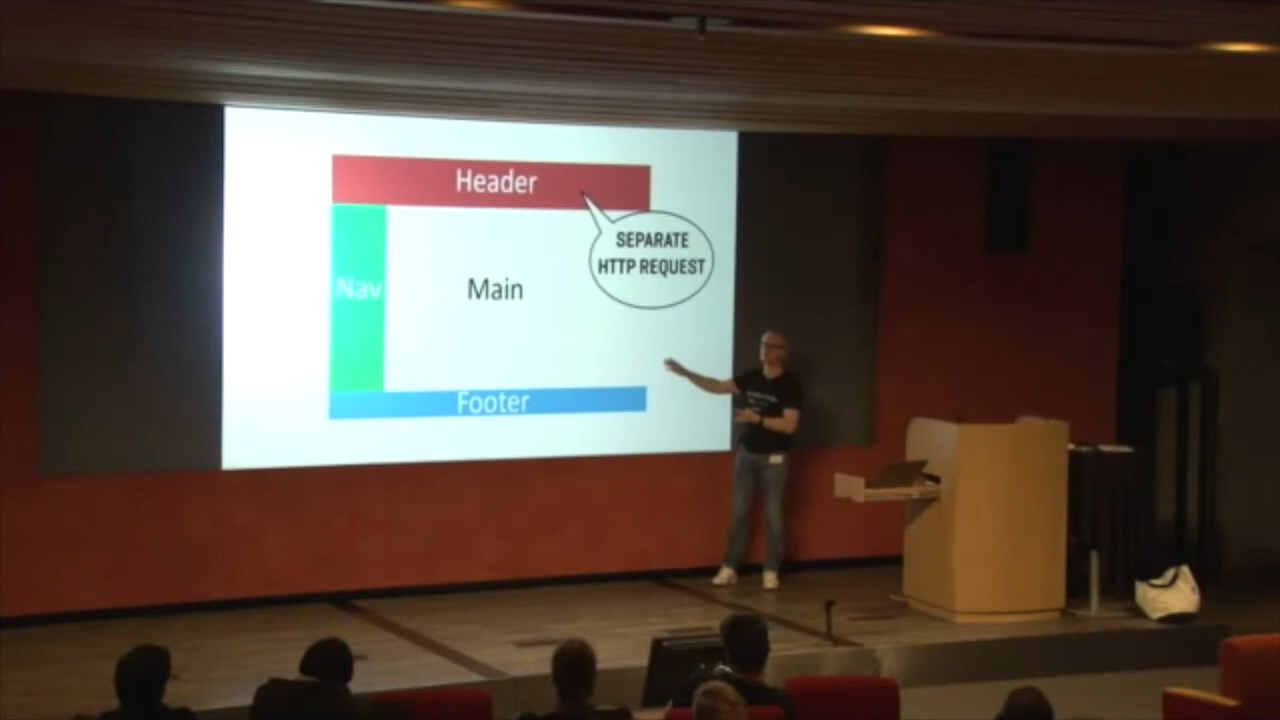 Header
SEPARATE
HTTP REQUEST
Nav
Main
Footer